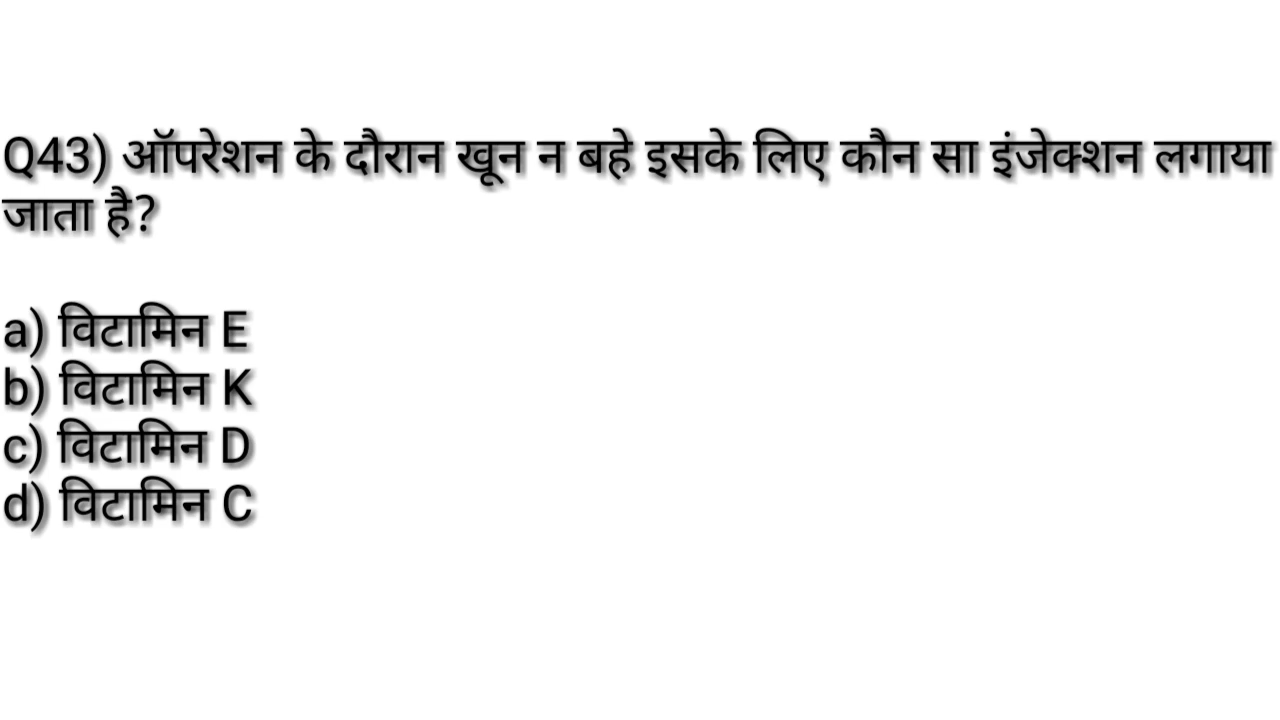 Q43) ऑपरेशन के दौरान खून न बहे इसके लिए कौन सा इंजेक्शन लगाया
जाता है?
a) विटामिन E
b) विटामिन K
c) विटामिन D
d) विटामिन C